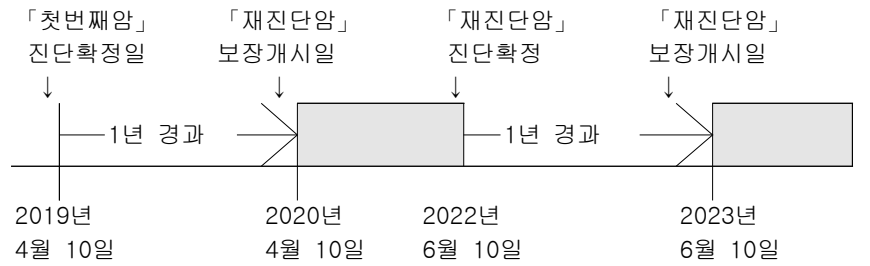 「첫번째암」 「재진단암」 「재진단암」 「재진단암」
진단확정일 보장개시일 진단확정 보장개시일
↓ ↓ ↓ ↓
1년 경과 1년 경과
2019년 2020년 2022년 2023년
4월 10일 4월 10일 6월 10일 6월 10일